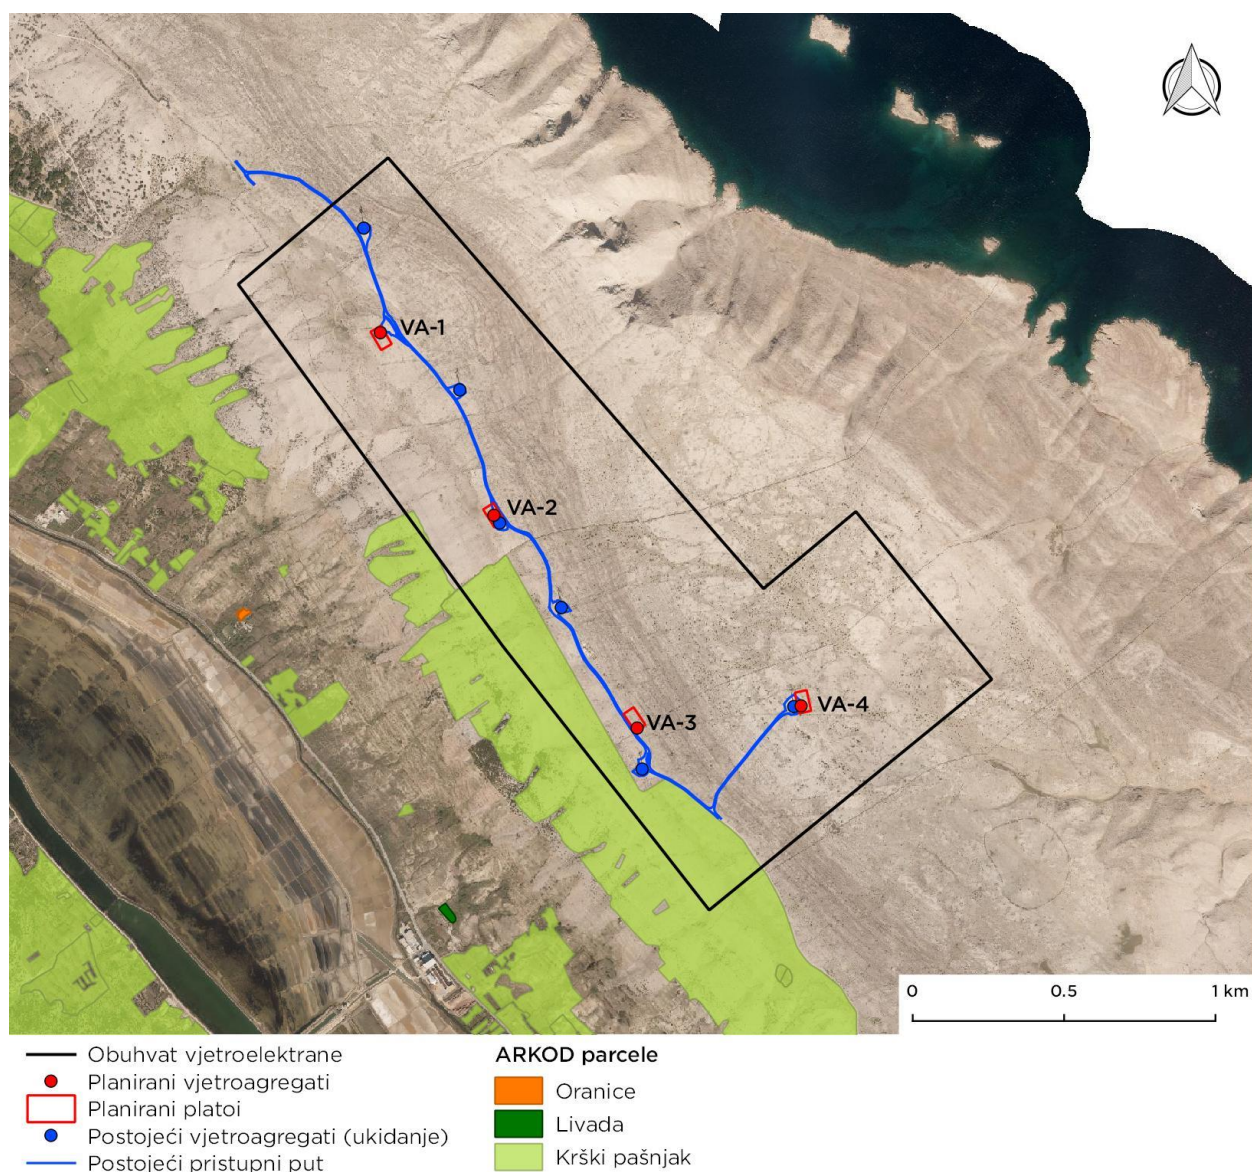 VA-1
VA-2
VA-3
VA-4
0 0.5 1 km
Obuhvat vjetroelektrane
Planirani vjetroagregati
Planirani platoi
Postojeći vjetroagregati (ukidanje)
Postojeći pristupni put
ARKOD parcele
Oranice
Livada
Krški pašnjak